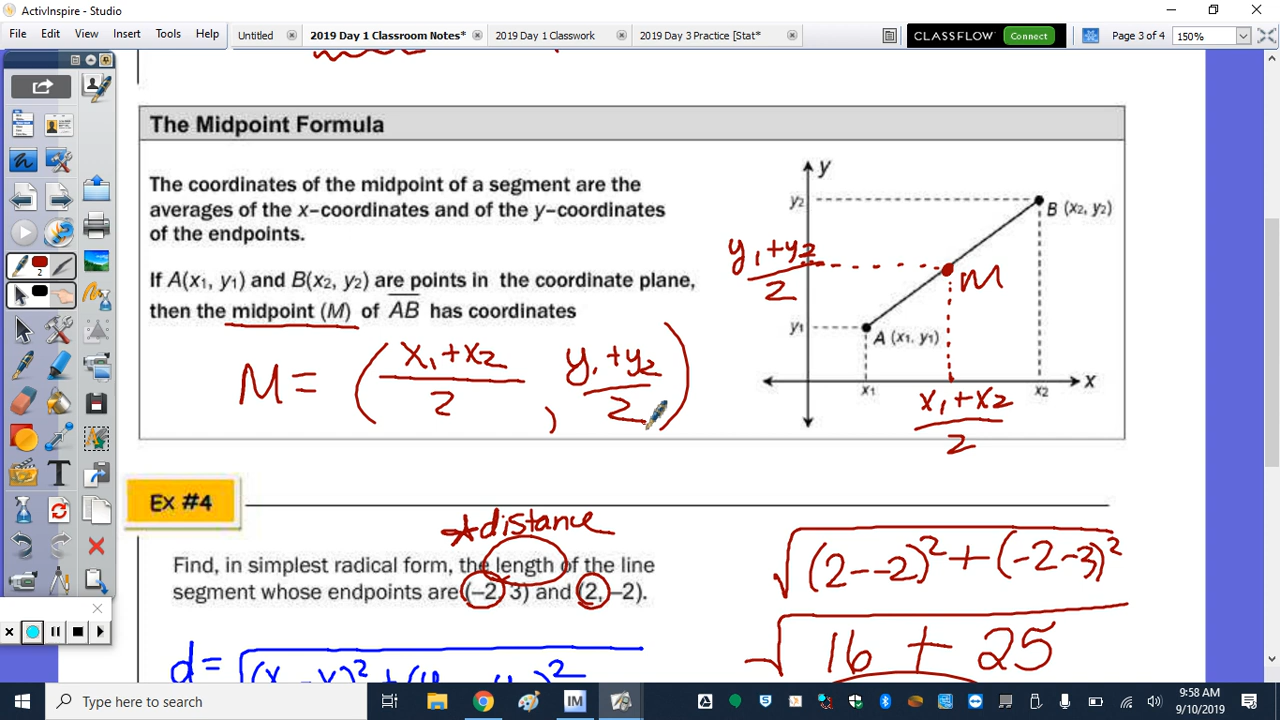 ActivInspire - Studio
File Edit View Insert Tools Help
Untitled
2019 Day 1 Classroom Notes*
2019 Day 1 Classwork
2019 Day 3 Practice [Stat*
CLASSFLOW Connect
Page 3 of 4
150%
The Midpoint Formula
The coordinates of the midpoint of a segment are the
averages of the x-coordinates and of the y-coordinates
of the endpoints.
If A(x₁, y₁) and B(x₂, y₂) are points in the coordinate plane,
then the midpoint (M) of A̅B̅ has coordinates
M = ( (x₁+x₂)/2 , (y₁+y₂)/2 )
y
y₂
B (x₂, y₂)
(y₁+y₂)/2
M
y₁
A (x₁, y₁)
x
x₁
x₂
(x₁+x₂)/2
2
T
Ex #4
*distance
Find, in simplest radical form, the length of the line
segment whose endpoints are (–2, 3) and (2, –2).
√(2--2)²+(-2-3)²
√16 + 25
d=
Type here to search
IM
9:58 AM
9/10/2019